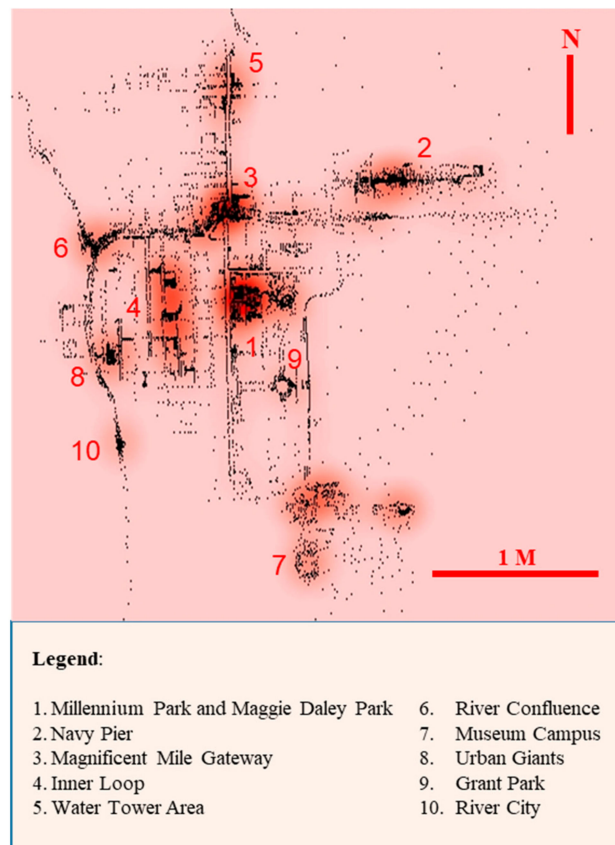 N
5
2
3
6
4
1
9
8
10
7
1 M
Legend:
1. Millennium Park and Maggie Daley Park
2. Navy Pier
3. Magnificent Mile Gateway
4. Inner Loop
5. Water Tower Area
6. River Confluence
7. Museum Campus
8. Urban Giants
9. Grant Park
10. River City